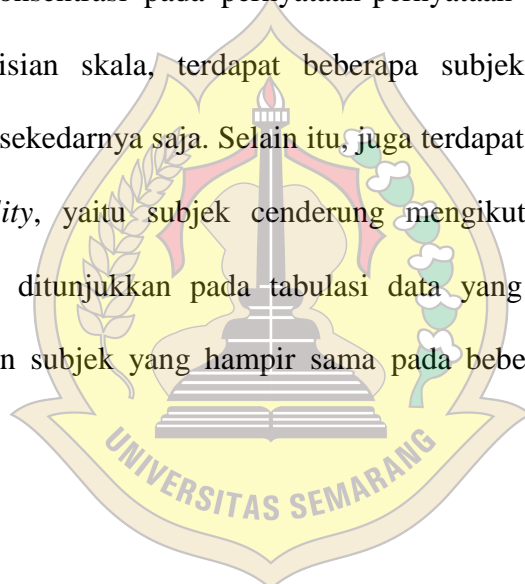 konsentrasi pada pernyataan-pernyataan
isian skala, terdapat beberapa subjek
sekedarnya saja. Selain itu, juga terdapat
lity, yaitu subjek cenderung mengikut
ditunjukkan pada tabulasi data yang
n subjek yang hampir sama pada bebe
UNIVERSITAS SEMARANG